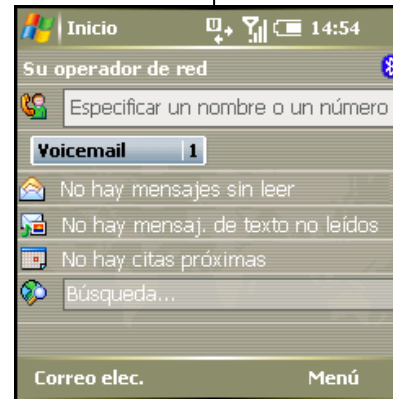 Inicio 14:54
Su operador de red
Especificar un nombre o un número
Voicemail 1
No hay mensajes sin leer
No hay mensaj. de texto no leídos
No hay citas próximas
Búsqueda...
Correo elec. Menú